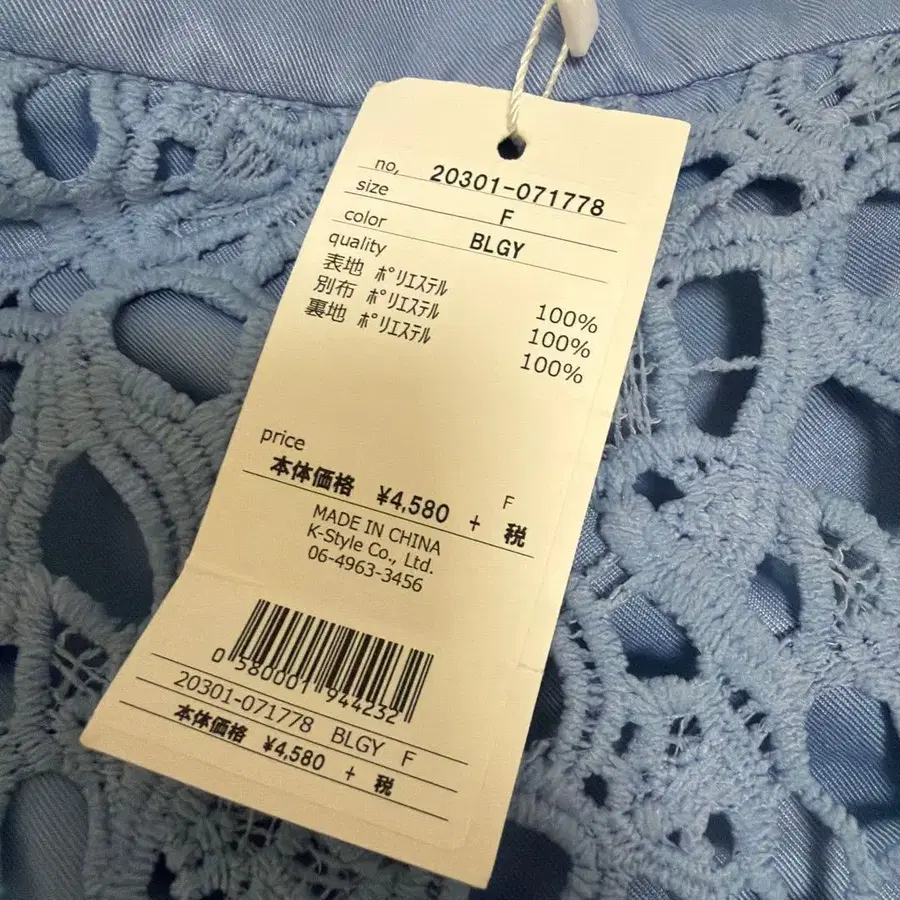 no, 20301-071778
size F
color BLGY
quality
表地 ポリエステル 100%
別布 ポリエステル 100%
裏地 ポリエステル 100%
price F
本体価格 ¥4,580 + 税
MADE IN CHINA
K-Style Co., Ltd.
06-4963-3456
0 580001 944232
20301-071778 BLGY F
本体価格 ¥4,580 + 税